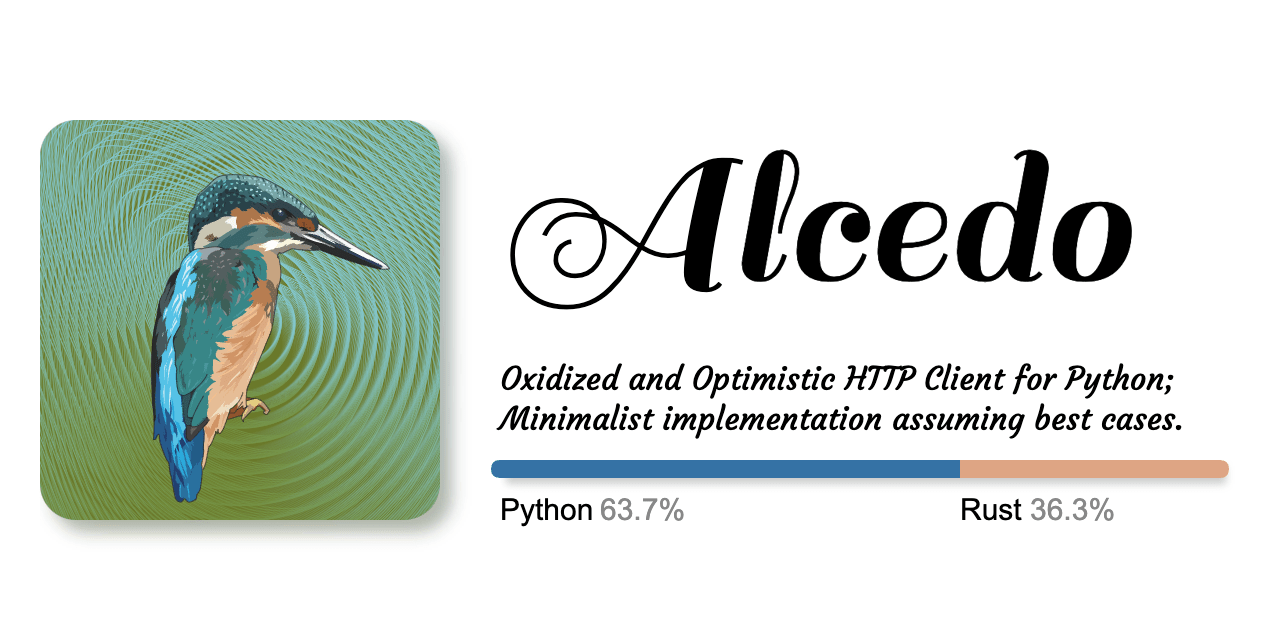 Alcedo
Oxidized and Optimistic HTTP Client for Python;
Minimalist implementation assuming best cases.
Python 63.7% Rust 36.3%